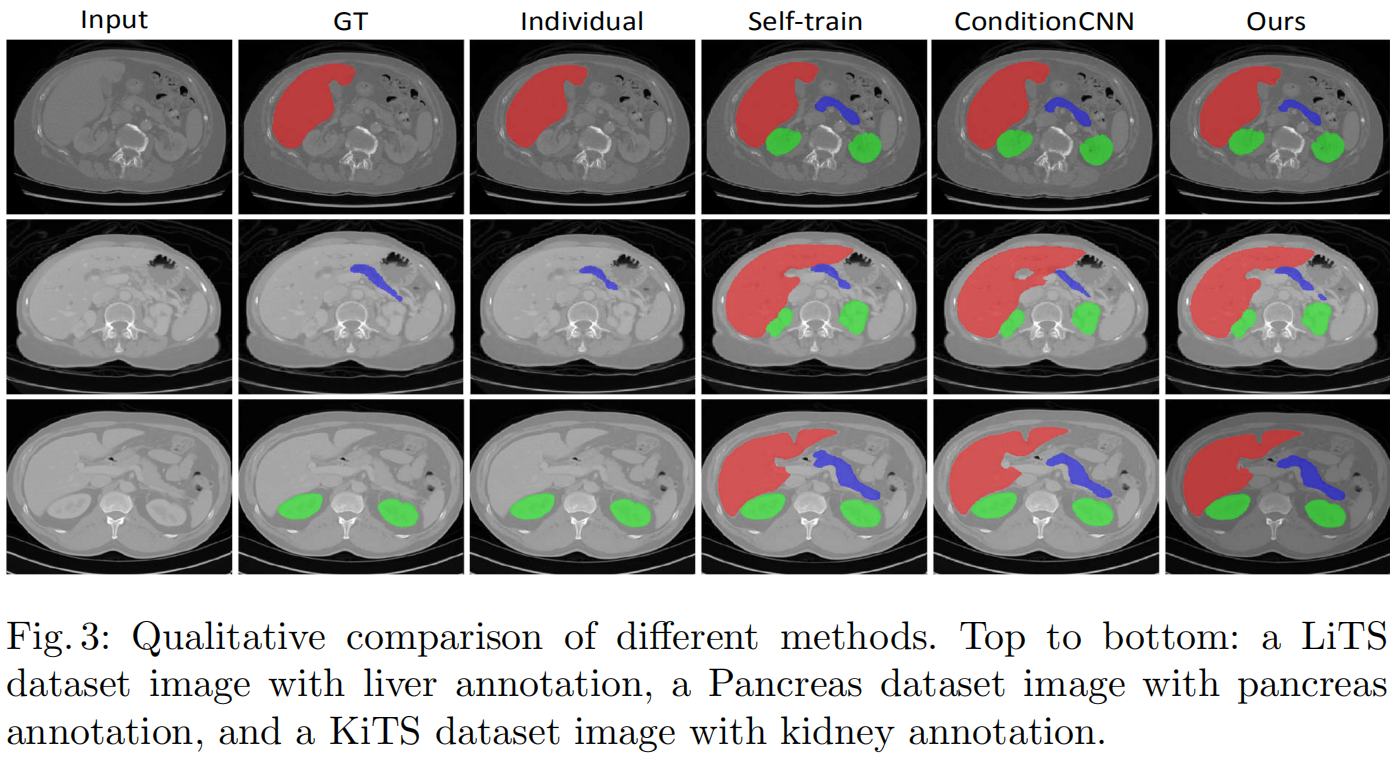 Input GT Individual Self-train ConditionCNN Ours
Fig. 3: Qualitative comparison of different methods. Top to bottom: a LiTS
dataset image with liver annotation, a Pancreas dataset image with pancreas
annotation, and a KiTS dataset image with kidney annotation.